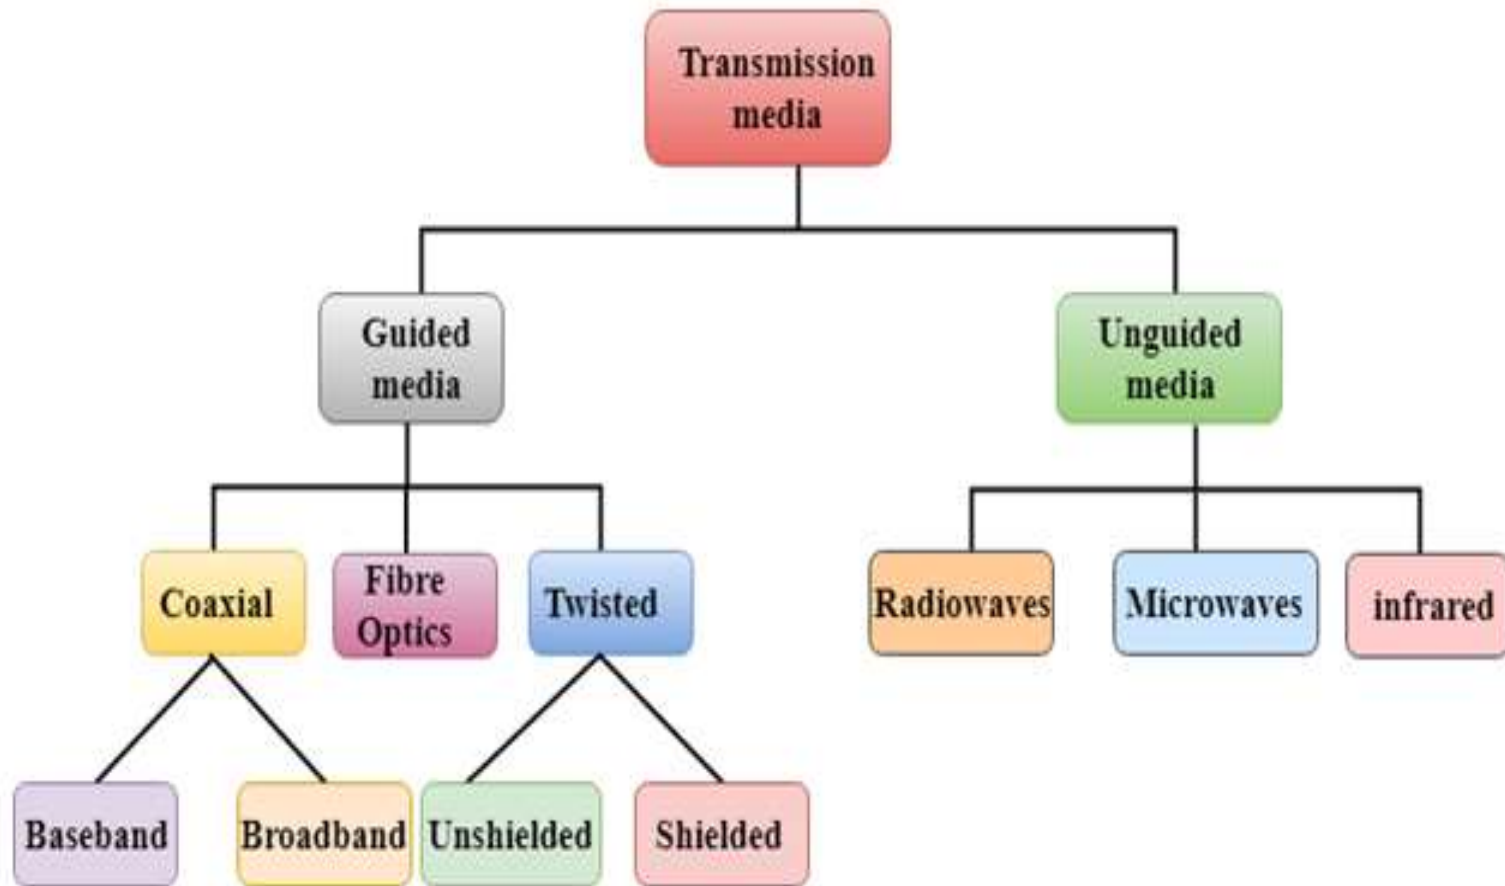 Transmission
media
Guided
media
Unguided
media
Coaxial
Fibre
Optics
Twisted
Radiowaves
Microwaves
infrared
Baseband
Broadband
Unshielded
Shielded